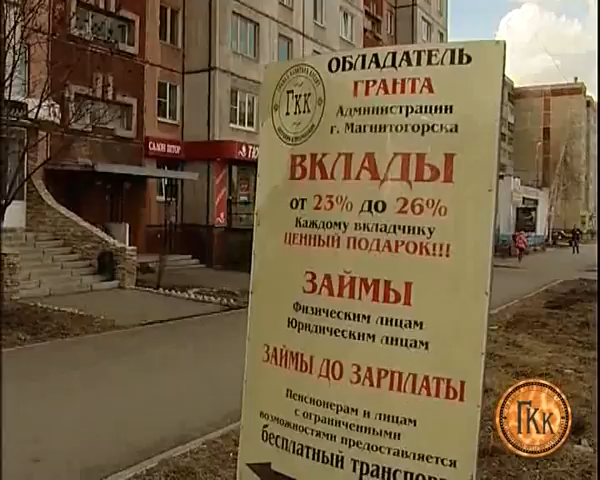 ОБЛАДАТЕЛЬ
ГРАНТА
Администрации
г. Магнитогорска
Гкк
ВКЛАДЫ
от 23% до 26%
Каждому вкладчику
ЦЕННЫЙ ПОДАРОК!!!
ЗАЙМЫ
Физическим лицам
Юридическим лицам
ЗАЙМЫ ДО ЗАРПЛАТЫ
Пенсионерам и лицам
с ограниченными
возможностями предоставляется
бесплатный транспорт
САЛОН ШТОР
Гкк